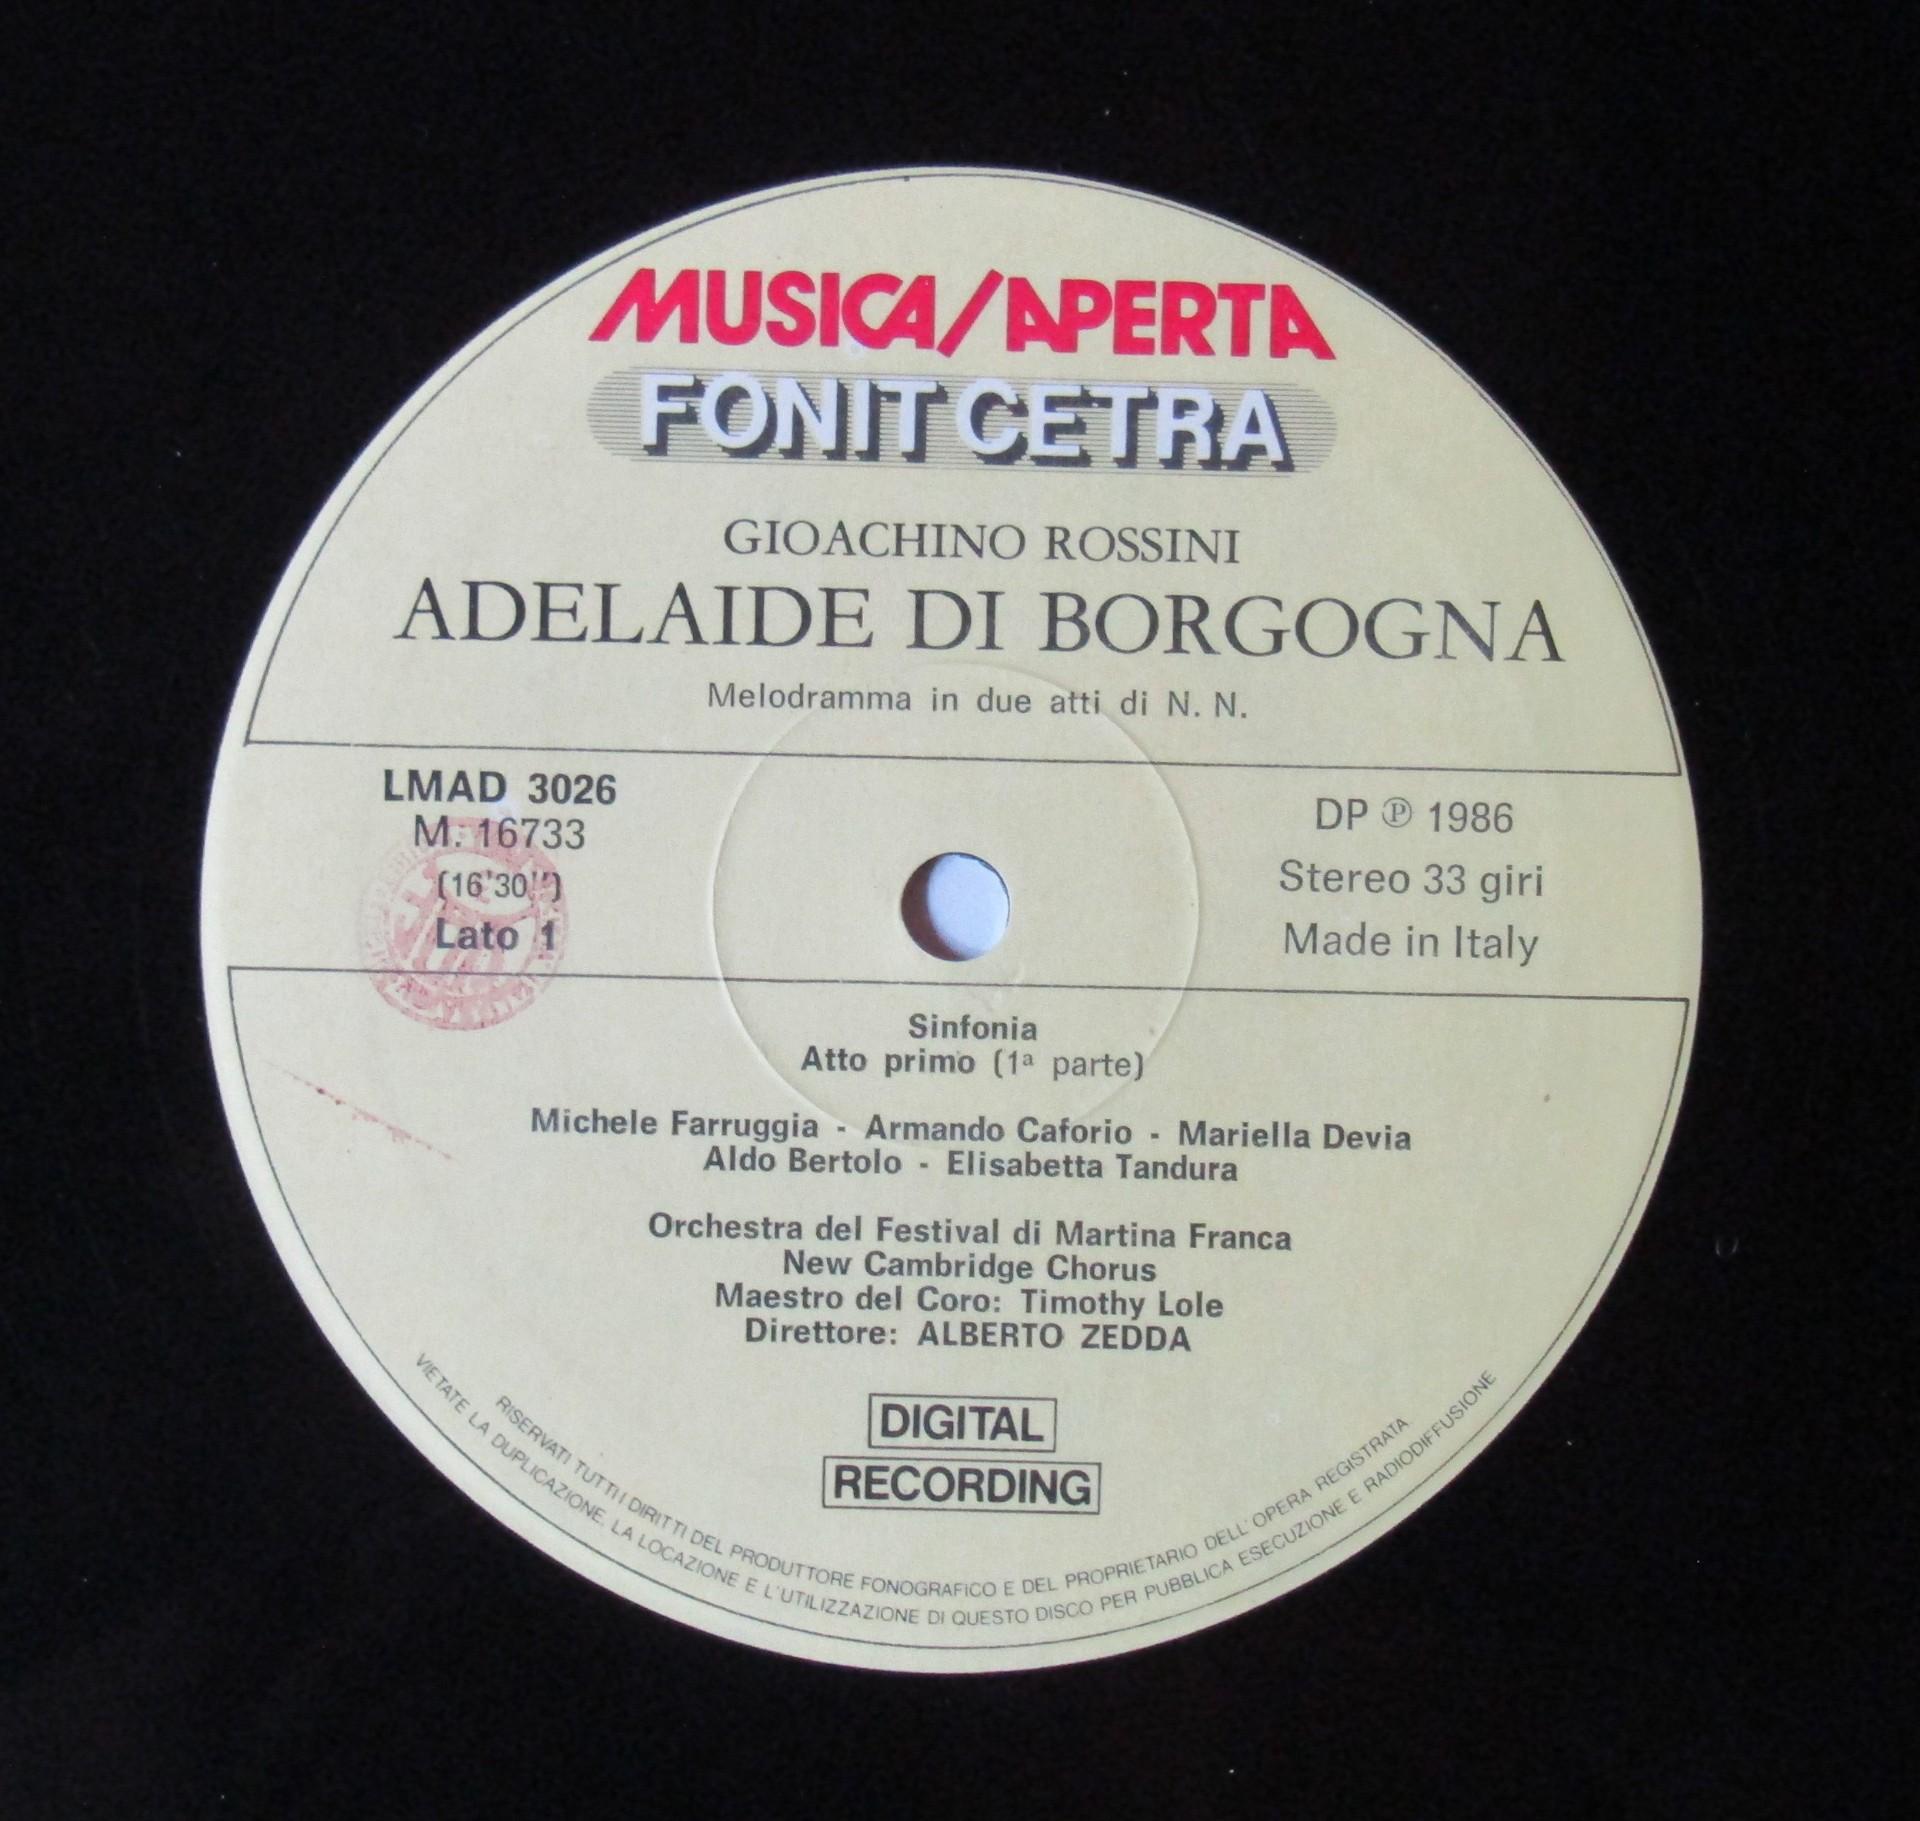 MUSICA/APERTA
FONIT CETRA
GIOACHINO ROSSINI
ADELAIDE DI BORGOGNA
Melodramma in due atti di N. N.
LMAD 3026
M. 16733
(16'30'')
Lato 1
DP ℗ 1986
Stereo 33 giri
Made in Italy
Sinfonia
Atto primo (1ª parte)
Michele Farruggia - Armando Caforio - Mariella Devia
Aldo Bertolo - Elisabetta Tandura
Orchestra del Festival di Martina Franca
New Cambridge Chorus
Maestro del Coro: Timothy Lole
Direttore: ALBERTO ZEDDA
DIGITAL
RECORDING
RISERVATI TUTTI I DIRITTI DEL PRODUTTORE FONOGRAFICO E DEL PROPRIETARIO DELL'OPERA REGISTRATA
VIETATE LA DUPLICAZIONE, LA LOCAZIONE E L'UTILIZZAZIONE DI QUESTO DISCO PER PUBBLICA ESECUZIONE E RADIODIFFUSIONE